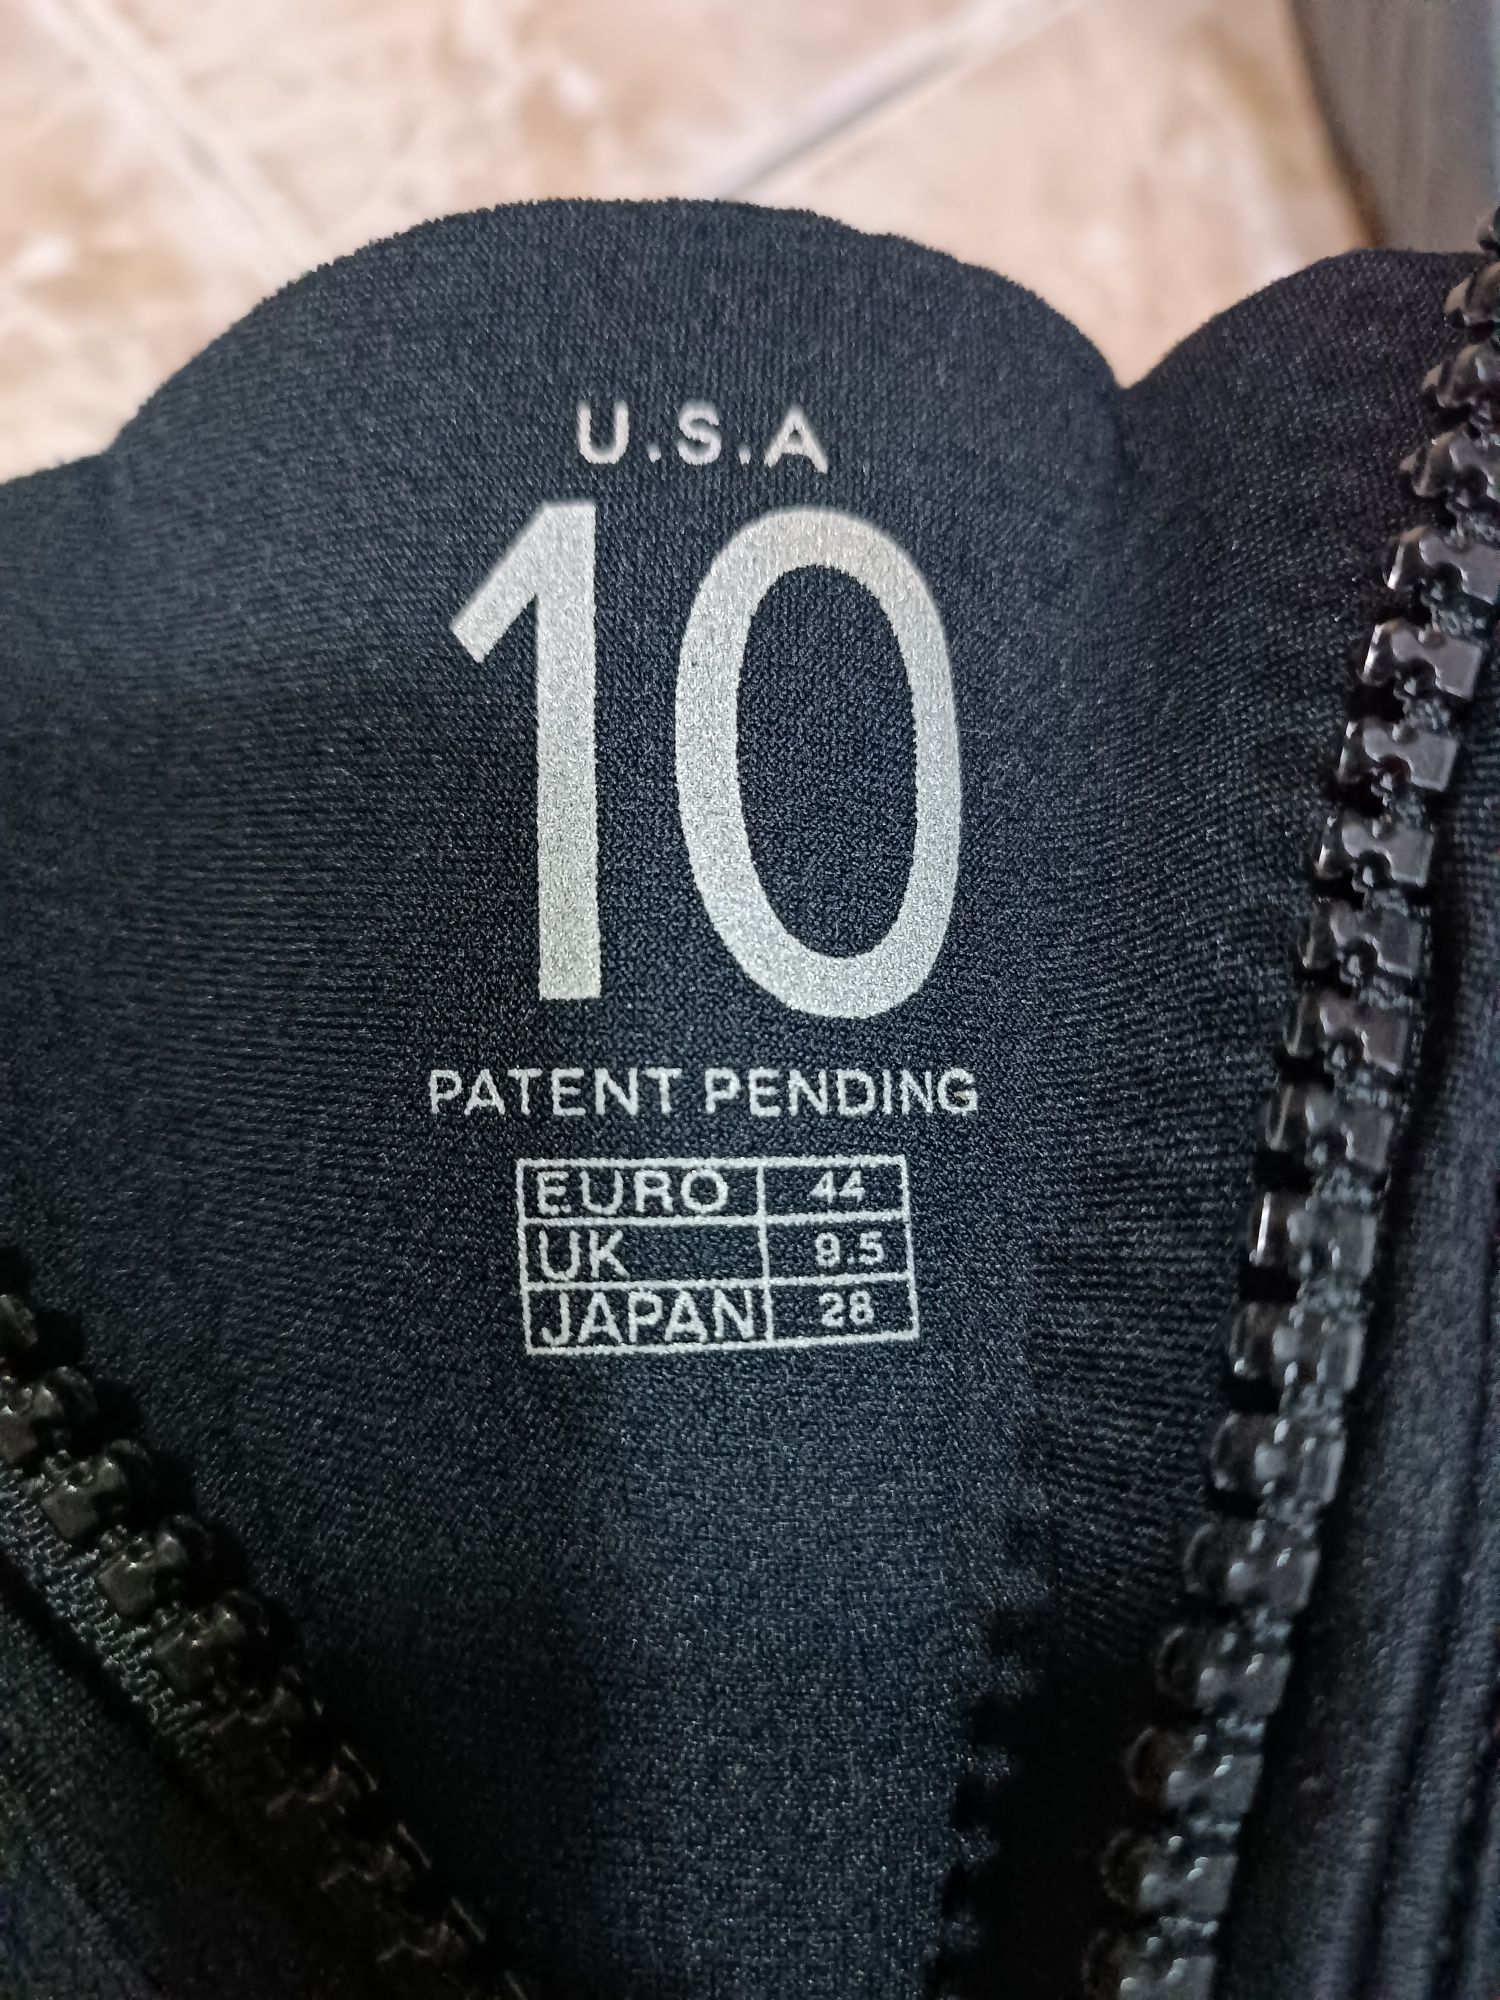 U.S.A
10
PATENT PENDING
EURO 44
UK 9.5
JAPAN 28